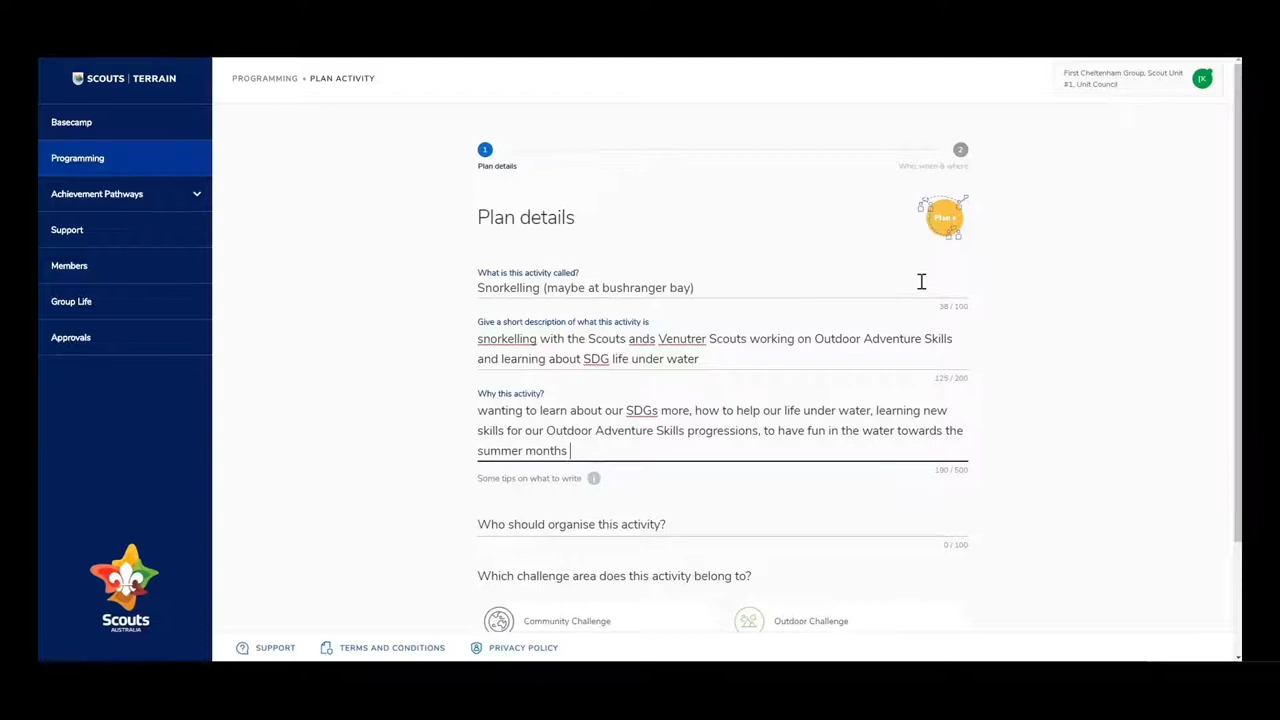 SCOUTS | TERRAIN
PROGRAMMING • PLAN ACTIVITY
First Cheltenham Group, Scout Unit
#1, Unit Council
Basecamp
Programming
Achievement Pathways
Support
Members
Group Life
Approvals
Scouts
AUSTRALIA
1
2
Plan details
Who, when & where
Plan details
Plan »
What is this activity called?
Snorkelling (maybe at bushranger bay)
38 / 100
Give a short description of what this activity is
snorkelling with the Scouts ands Venutrer Scouts working on Outdoor Adventure Skills
and learning about SDG life under water
125 / 200
Why this activity?
wanting to learn about our SDGs more, how to help our life under water, learning new
skills for our Outdoor Adventure Skills progressions, to have fun in the water towards the
summer months
190 / 500
Some tips on what to write
Who should organise this activity?
0 / 100
Which challenge area does this activity belong to?
Community Challenge
Outdoor Challenge
SUPPORT
TERMS AND CONDITIONS
PRIVACY POLICY